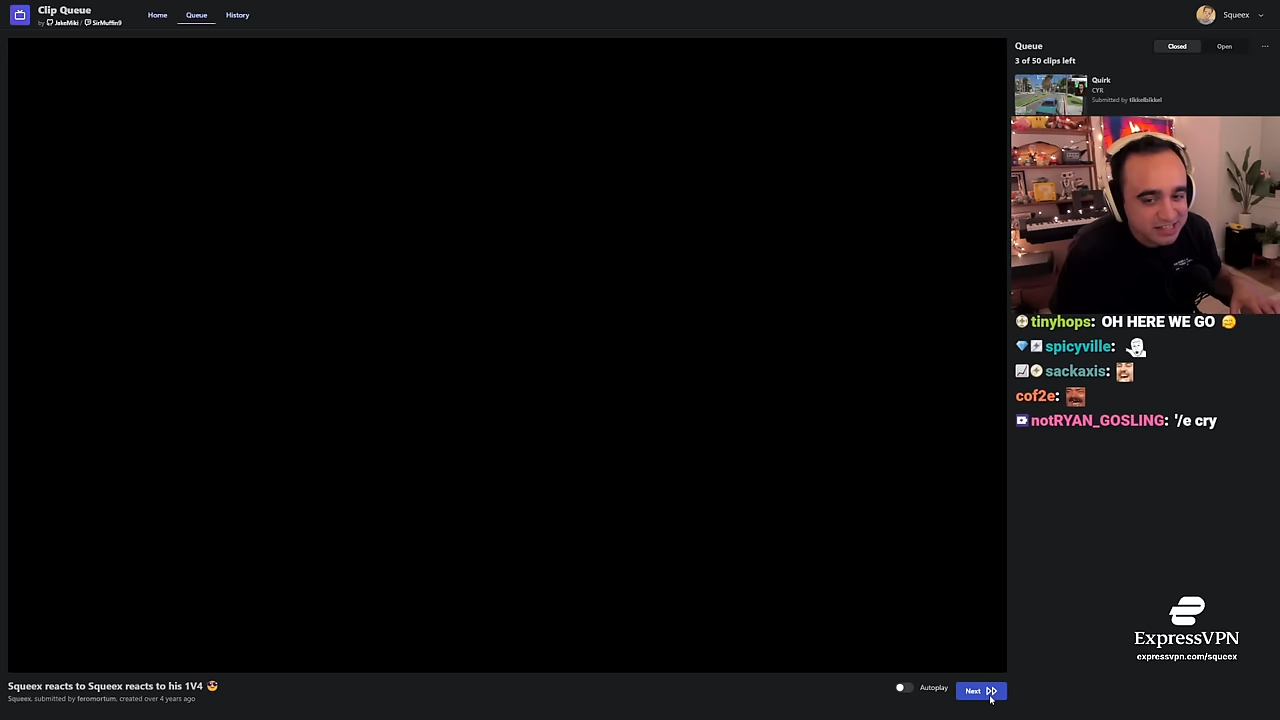 Clip Queue
by JakeMiki / SirMuffin9
Home
Queue
History
Squeex
Queue
Closed
Open
3 of 50 clips left
Quirk
CYR
Submitted by tikkelbikkel
tinyhops: OH HERE WE GO
spicyville:
sackaxis:
cof2e:
notRYAN_GOSLING: '/e cry
ExpressVPN
expressvpn.com/squeex
Squeex reacts to Squeex reacts to his 1V4
Squeex, submitted by feromortum, created over 4 years ago
Autoplay
Next